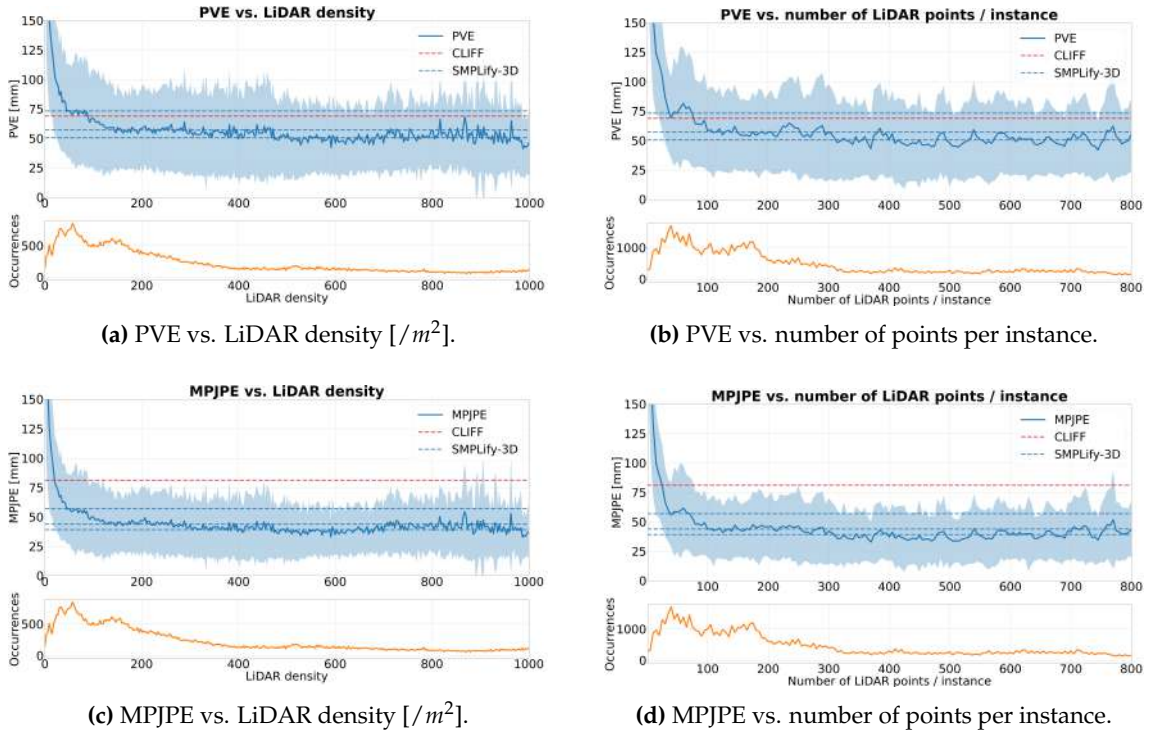 PVE vs. LiDAR density
150
125
100
75
50
25
0
PVE [mm]
PVE
CLIFF
SMPLify-3D
0 200 400 600 800 1000
500
0
Occurrences
0 200 400 600 800 1000
LiDAR density
(a) PVE vs. LiDAR density [/m²].
PVE vs. number of LiDAR points / instance
150
125
100
75
50
25
0
PVE [mm]
PVE
CLIFF
SMPLify-3D
100 200 300 400 500 600 700 800
1000
0
Occurrences
100 200 300 400 500 600 700 800
Number of LiDAR points / instance
(b) PVE vs. number of points per instance.
MPJPE vs. LiDAR density
150
125
100
75
50
25
0
MPJPE [mm]
MPJPE
CLIFF
SMPLify-3D
0 200 400 600 800 1000
500
0
Occurrences
0 200 400 600 800 1000
LiDAR density
(c) MPJPE vs. LiDAR density [/m²].
MPJPE vs. number of LiDAR points / instance
150
125
100
75
50
25
0
MPJPE [mm]
MPJPE
CLIFF
SMPLify-3D
100 200 300 400 500 600 700 800
1000
0
Occurrences
100 200 300 400 500 600 700 800
Number of LiDAR points / instance
(d) MPJPE vs. number of points per instance.